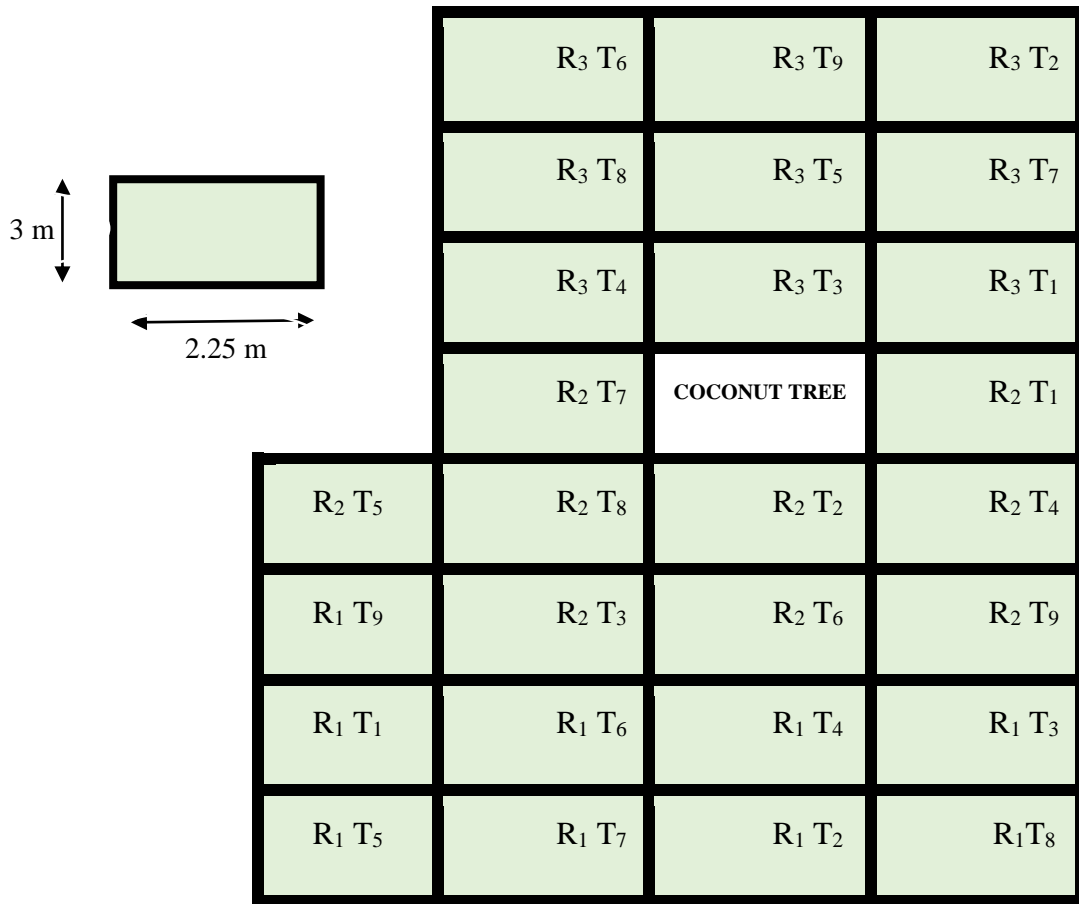 R₃ T₆ R₃ T₉ R₃ T₂
R₃ T₈ R₃ T₅ R₃ T₇
3 m
R₃ T₄ R₃ T₃ R₃ T₁
2.25 m
R₂ T₇ COCONUT TREE R₂ T₁
R₂ T₅ R₂ T₈ R₂ T₂ R₂ T₄
R₁ T₉ R₂ T₃ R₂ T₆ R₂ T₉
R₁ T₁ R₁ T₆ R₁ T₄ R₁ T₃
R₁ T₅ R₁ T₇ R₁ T₂ R₁T₈